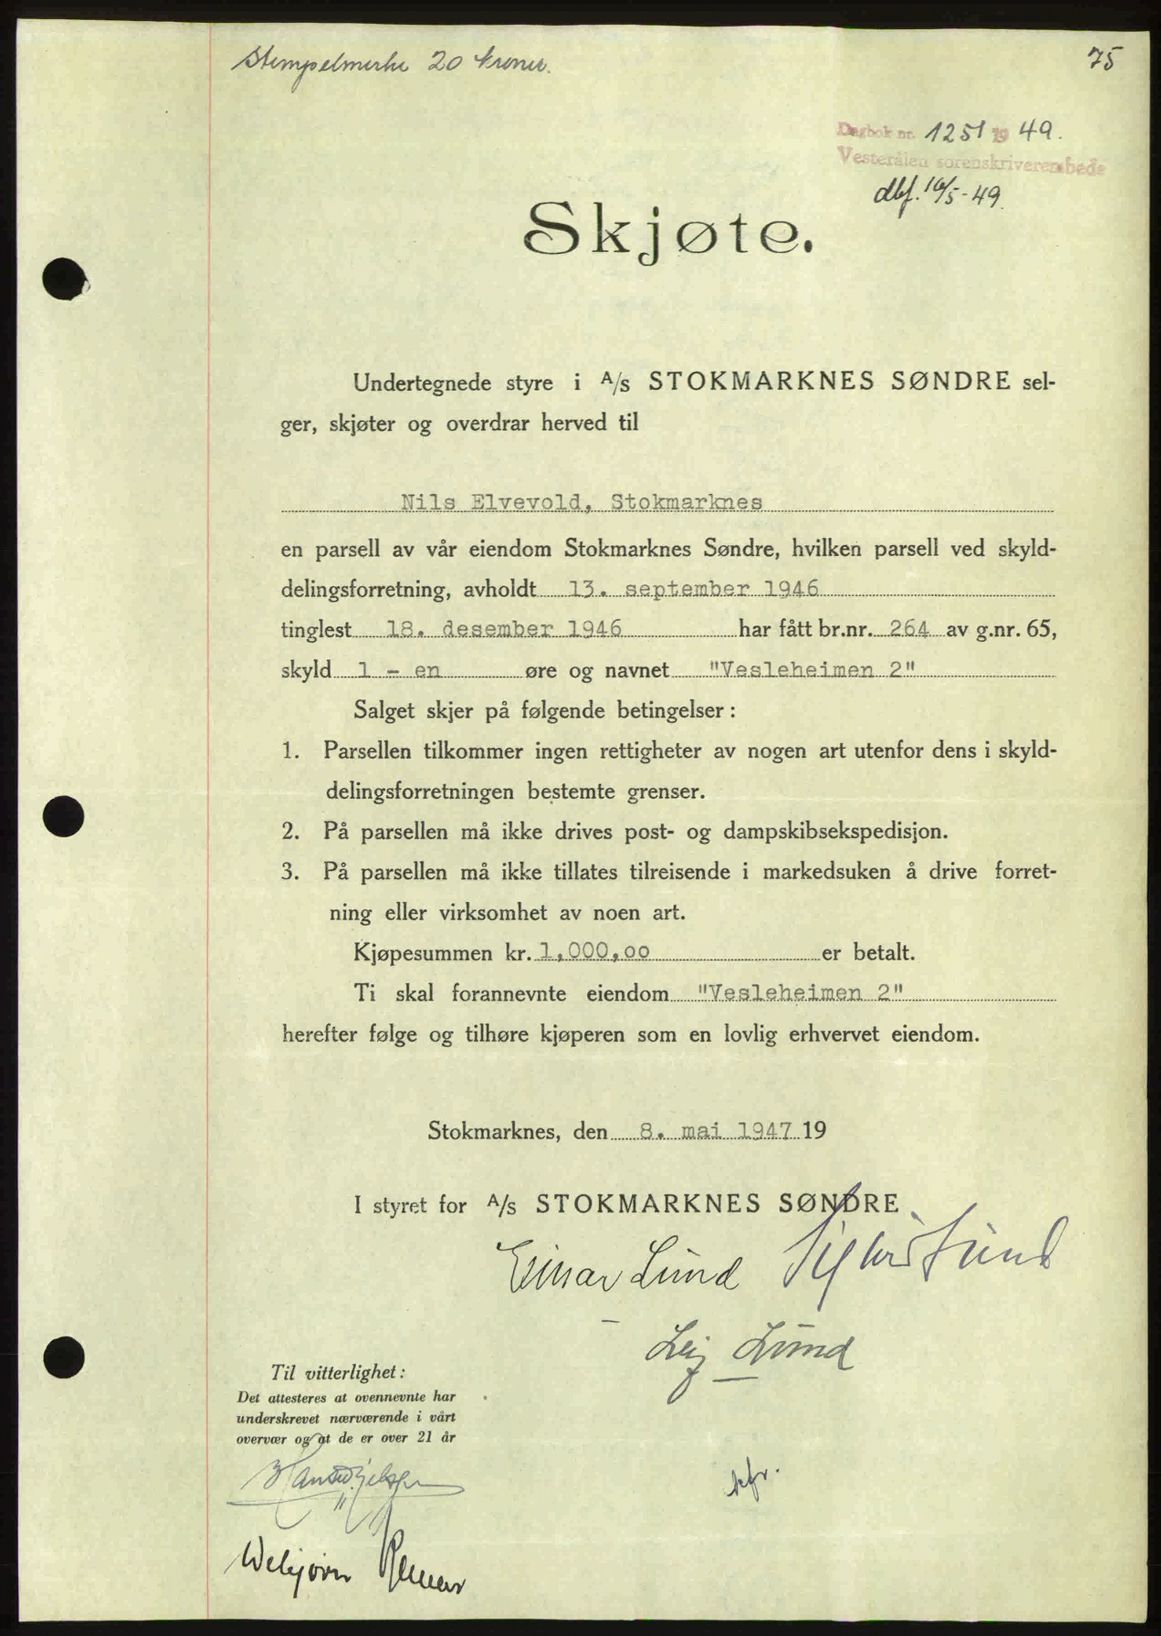 Stempelmerke 20 kroner.
75
Dagbok nr. 1251 1949.
Vesterålen sorenskriverembede
dbf. 16/5-49.
Skjøte.
Undertegnede styre i A/s STOKMARKNES SØNDRE sel-
ger, skjøter og overdrar herved til
Nils Elvevold, Stokmarknes
en parsell av vår eiendom Stokmarknes Søndre, hvilken parsell ved skyld-
delingsforretning, avholdt 13. september 1946
tinglest 18. desember 1946 har fått br.nr. 264 av g.nr. 65,
skyld 1 - en øre og navnet "Vesleheimen 2"
Salget skjer på følgende betingelser:
1. Parsellen tilkommer ingen rettigheter av nogen art utenfor dens i skyld-
delingsforretningen bestemte grenser.
2. På parsellen må ikke drives post- og dampskibsekspedisjon.
3. På parsellen må ikke tillates tilreisende i markedsuken å drive forret-
ning eller virksomhet av noen art.
Kjøpesummen kr. 1,000,00 er betalt.
Ti skal forannevnte eiendom "Vesleheimen 2"
herefter følge og tilhøre kjøperen som en lovlig erhvervet eiendom.
Stokmarknes, den 8. mai 1947 19
I styret for A/s STOKMARKNES SØNDRE
Einar Lund Lund
Lund
Til vitterlighet:
Det attesteres at ovennevnte har
underskrevet nærværende i vårt
overvær og at de er over 21 år